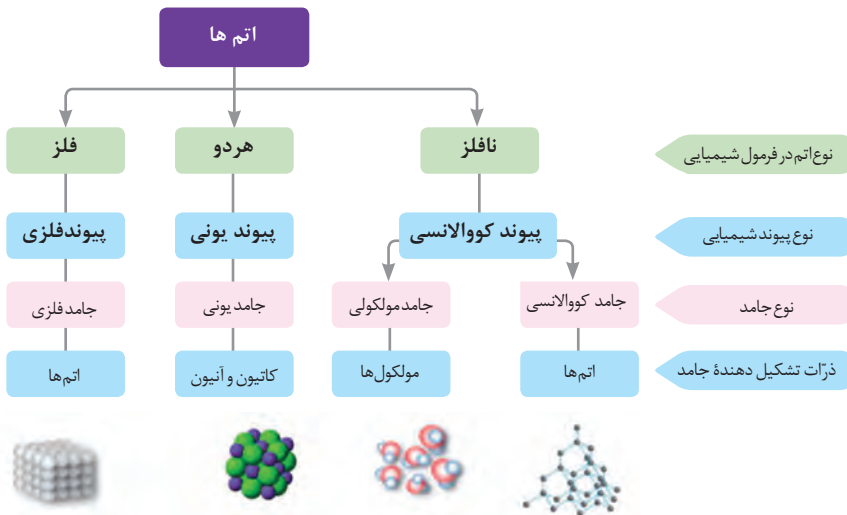 اتم ها
نوع اتم در فرمول شیمیایی
نافلز
هردو
فلز
نوع پیوند شیمیایی
پیوند کووالانسی
پیوند یونی
پیوند فلزی
نوع جامد
جامد کووالانسی
جامد مولکولی
جامد یونی
جامد فلزی
ذرّات تشکیل دهندهٔ جامد
اتم‌ها
مولکول‌ها
کاتیون و آنیون
اتم‌ها